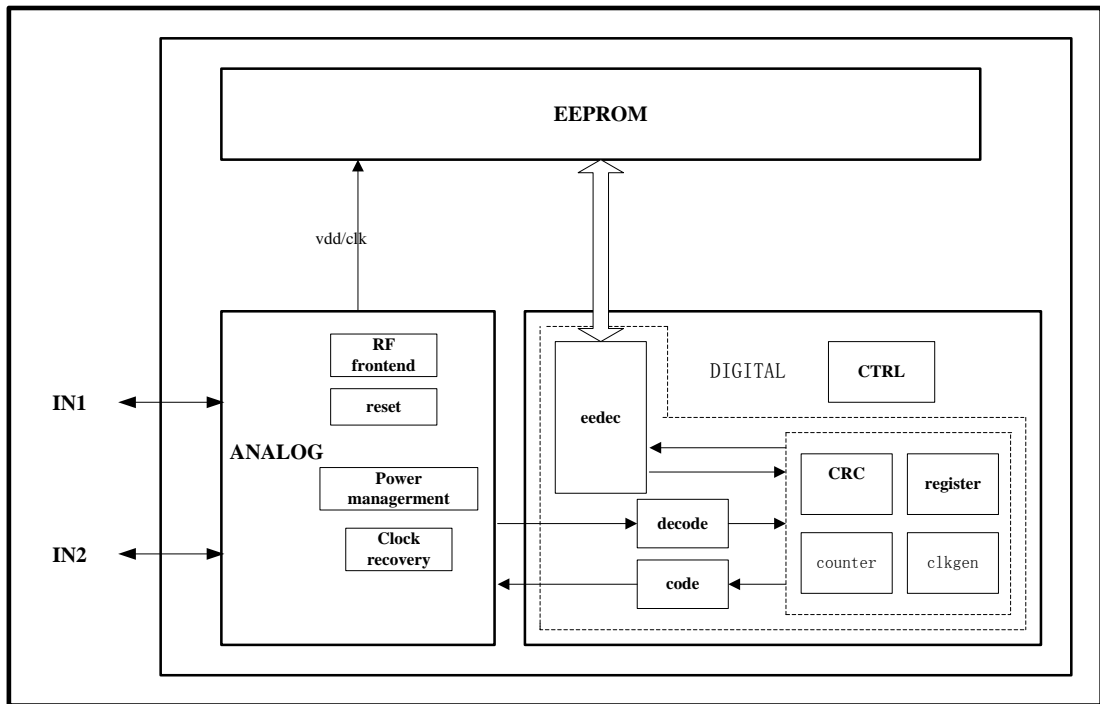 EEPROM
vdd/clk
RF
frontend
reset
ANALOG
Power
managerment
Clock
recovery
IN1
IN2
DIGITAL
CTRL
eedec
CRC
register
decode
counter
clkgen
code